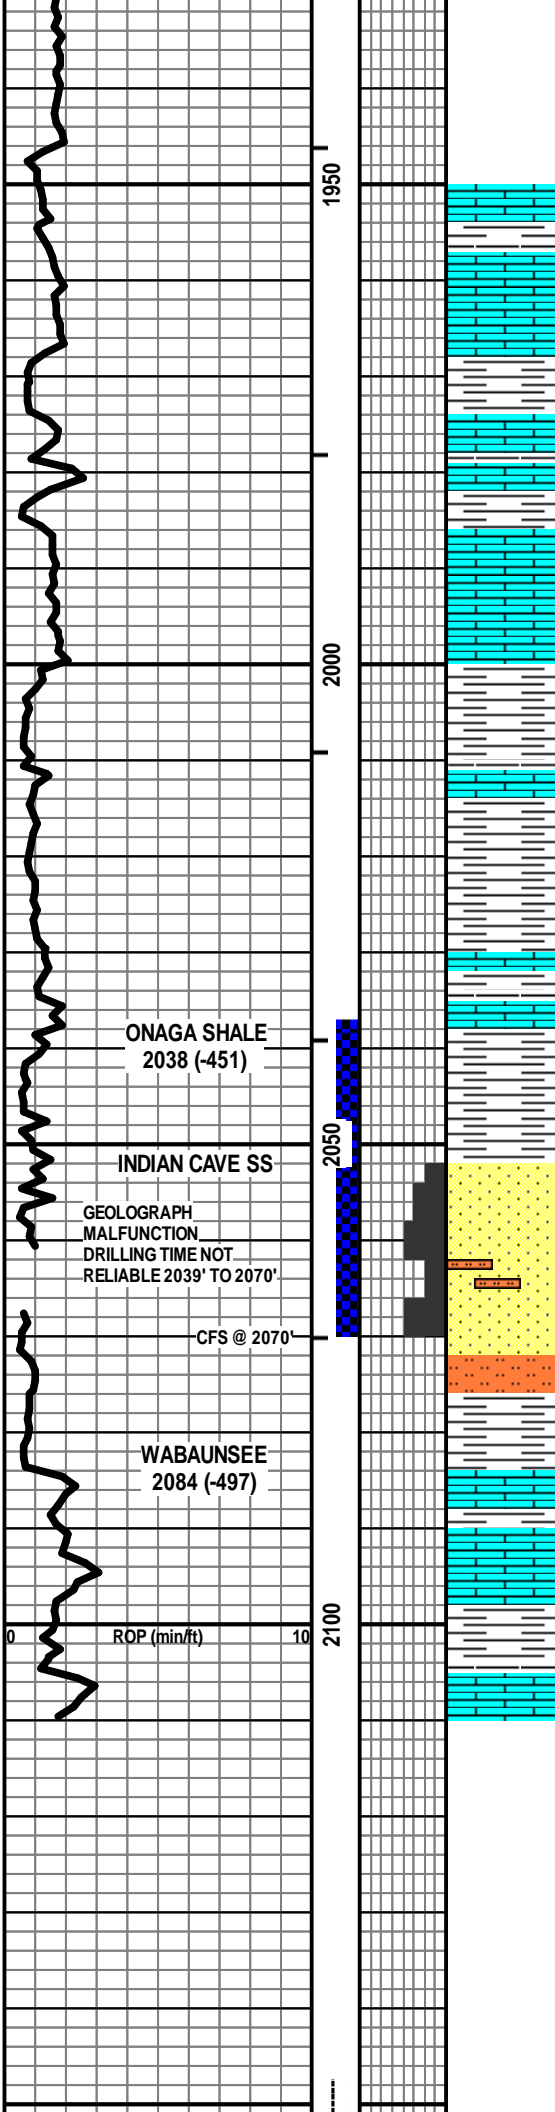 1950
2000
ONAGA SHALE
2038 (-451)
2050
INDIAN CAVE SS
GEOLOGRAPH
MALFUNCTION
DRILLING TIME NOT
RELIABLE 2039' TO 2070'
CFS @ 2070'
WABAUNSEE
2084 (-497)
2100
0 ROP (min/ft) 10